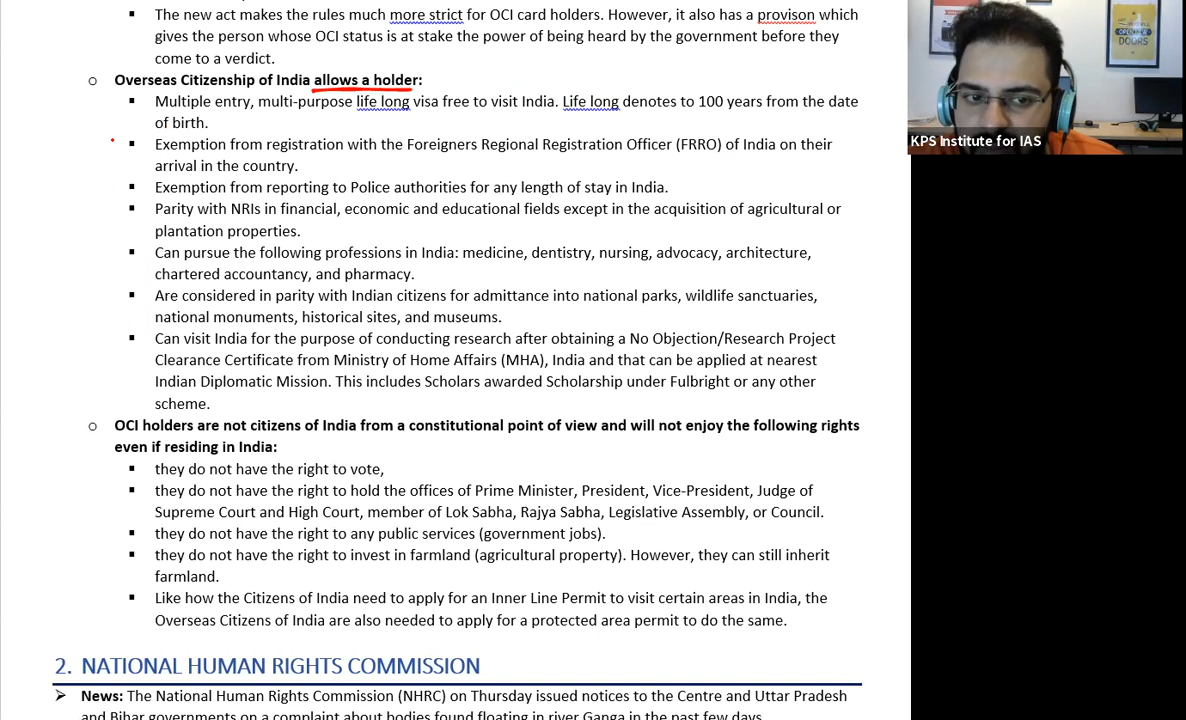 ▪ The new act makes the rules much more strict for OCI card holders. However, it also has a provison which
gives the person whose OCI status is at stake the power of being heard by the government before they
come to a verdict.
o Overseas Citizenship of India allows a holder:
▪ Multiple entry, multi-purpose life long visa free to visit India. Life long denotes to 100 years from the date
of birth.
▪ Exemption from registration with the Foreigners Regional Registration Officer (FRRO) of India on their
arrival in the country.
▪ Exemption from reporting to Police authorities for any length of stay in India.
▪ Parity with NRIs in financial, economic and educational fields except in the acquisition of agricultural or
plantation properties.
▪ Can pursue the following professions in India: medicine, dentistry, nursing, advocacy, architecture,
chartered accountancy, and pharmacy.
▪ Are considered in parity with Indian citizens for admittance into national parks, wildlife sanctuaries,
national monuments, historical sites, and museums.
▪ Can visit India for the purpose of conducting research after obtaining a No Objection/Research Project
Clearance Certificate from Ministry of Home Affairs (MHA), India and that can be applied at nearest
Indian Diplomatic Mission. This includes Scholars awarded Scholarship under Fulbright or any other
scheme.
o OCI holders are not citizens of India from a constitutional point of view and will not enjoy the following rights
even if residing in India:
▪ they do not have the right to vote,
▪ they do not have the right to hold the offices of Prime Minister, President, Vice-President, Judge of
Supreme Court and High Court, member of Lok Sabha, Rajya Sabha, Legislative Assembly, or Council.
▪ they do not have the right to any public services (government jobs).
▪ they do not have the right to invest in farmland (agricultural property). However, they can still inherit
farmland.
▪ Like how the Citizens of India need to apply for an Inner Line Permit to visit certain areas in India, the
Overseas Citizens of India are also needed to apply for a protected area permit to do the same.
2. NATIONAL HUMAN RIGHTS COMMISSION
➢ News: The National Human Rights Commission (NHRC) on Thursday issued notices to the Centre and Uttar Pradesh
and Bihar governments on a complaint about bodies found floating in river Ganga in the past few days.
DOORS
KPS Institute for IAS